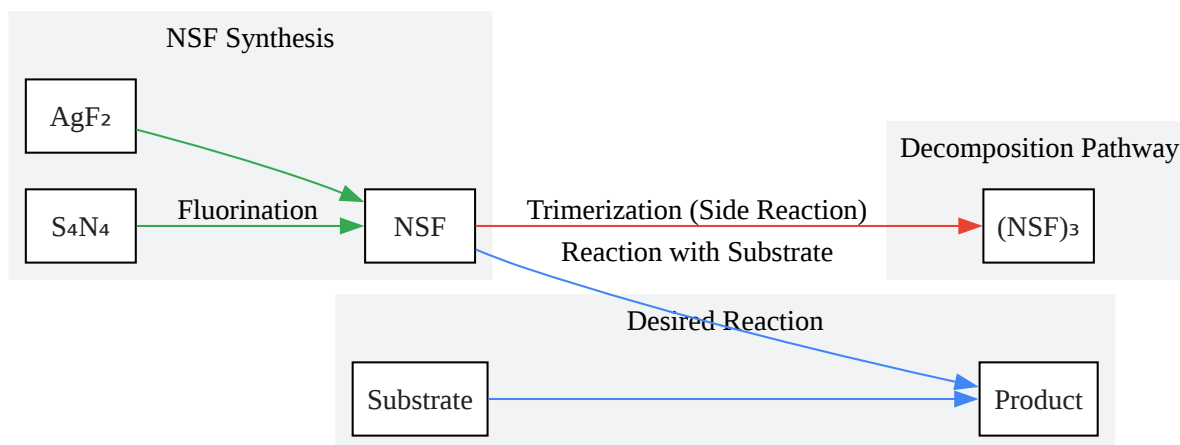 NSF Synthesis
AgF₂
S₄N₄
Fluorination
NSF
Trimerization (Side Reaction)
Reaction with Substrate
Decomposition Pathway
(NSF)₃
Desired Reaction
Substrate
Product